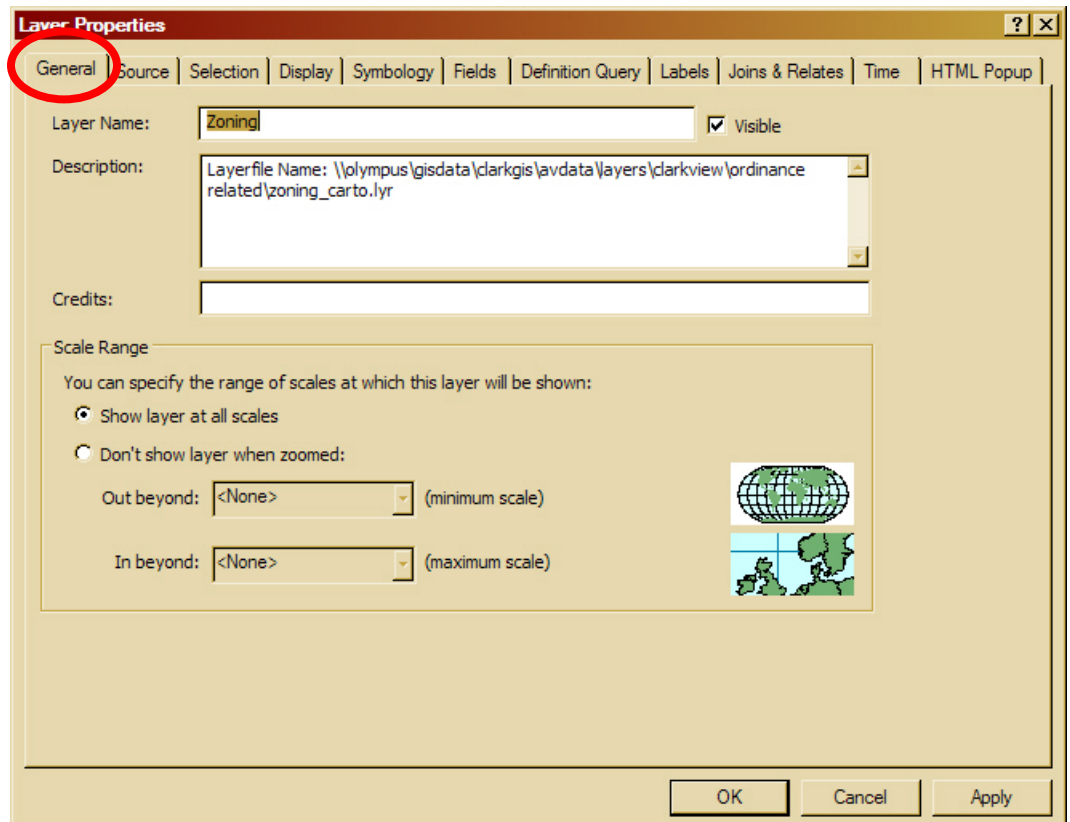 Layer Properties
General Source Selection Display Symbology Fields Definition Query Labels Joins & Relates Time HTML Popup
Layer Name: Zoning Visible
Description: Layerfile Name: \\olympus\gisdata\clarkgis\avdata\layers\clarkview\ordinance
related\zoning_carto.lyr
Credits:
Scale Range
You can specify the range of scales at which this layer will be shown:
Show layer at all scales
Don't show layer when zoomed:
Out beyond: <None> (minimum scale)
In beyond: <None> (maximum scale)
OK Cancel Apply